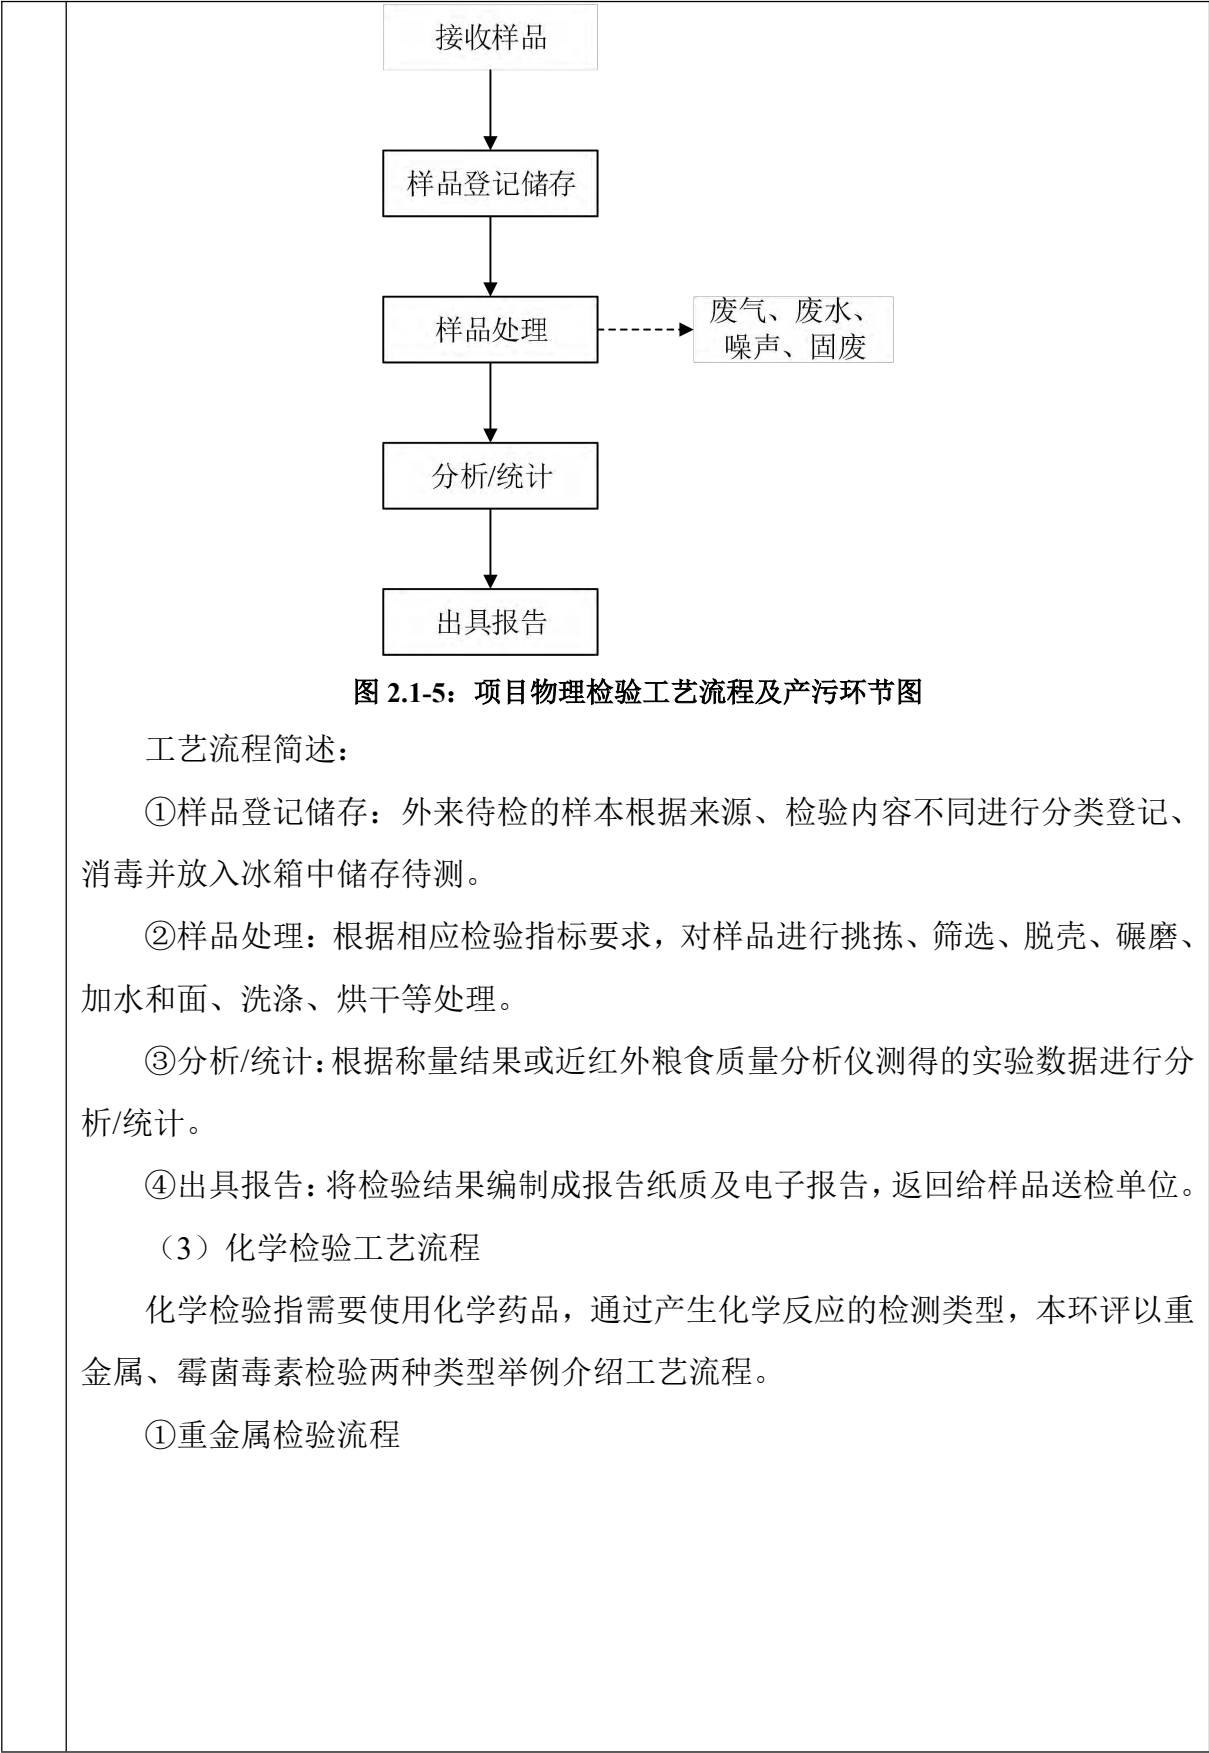 接收样品
样品登记储存
样品处理
废气、废水、
噪声、固废
分析/统计
出具报告
图 2.1-5：项目物理检验工艺流程及产污环节图
工艺流程简述：
①样品登记储存：外来待检的样本根据来源、检验内容不同进行分类登记、
消毒并放入冰箱中储存待测。
②样品处理：根据相应检验指标要求，对样品进行挑拣、筛选、脱壳、碾磨、
加水和面、洗涤、烘干等处理。
③分析/统计：根据称量结果或近红外粮食质量分析仪测得的实验数据进行分
析/统计。
④出具报告：将检验结果编制成报告纸质及电子报告，返回给样品送检单位。
（3）化学检验工艺流程
化学检验指需要使用化学药品，通过产生化学反应的检测类型，本环评以重
金属、霉菌毒素检验两种类型举例介绍工艺流程。
①重金属检验流程